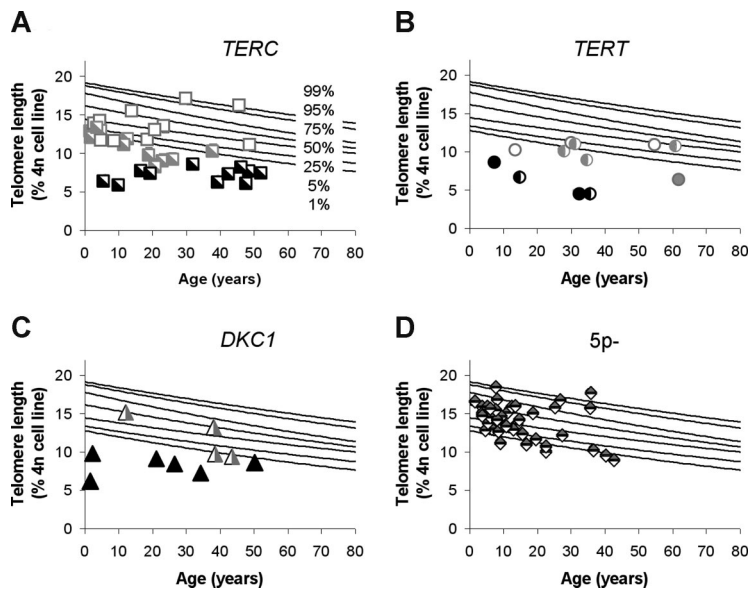 A
TERC
Telomere length
(% 4n cell line)
20
15
10
5
0
99%
95%
75%
50%
25%
5%
1%
0 10 20 30 40 50 60 70 80
Age (years)
B
TERT
Telomere length
(% 4n cell line)
20
15
10
5
0
0 10 20 30 40 50 60 70 80
Age (years)
C
DKC1
Telomere length
(% 4n cell line)
20
15
10
5
0
0 10 20 30 40 50 60 70 80
Age (years)
D
5p-
Telomere length
(% 4n cell line)
20
15
10
5
0
0 10 20 30 40 50 60 70 80
Age (years)